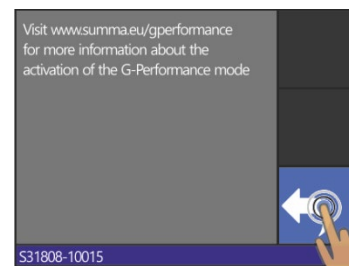 Visit www.summa.eu/gperformance
for more information about the
activation of the G-Performance mode
S31808-10015